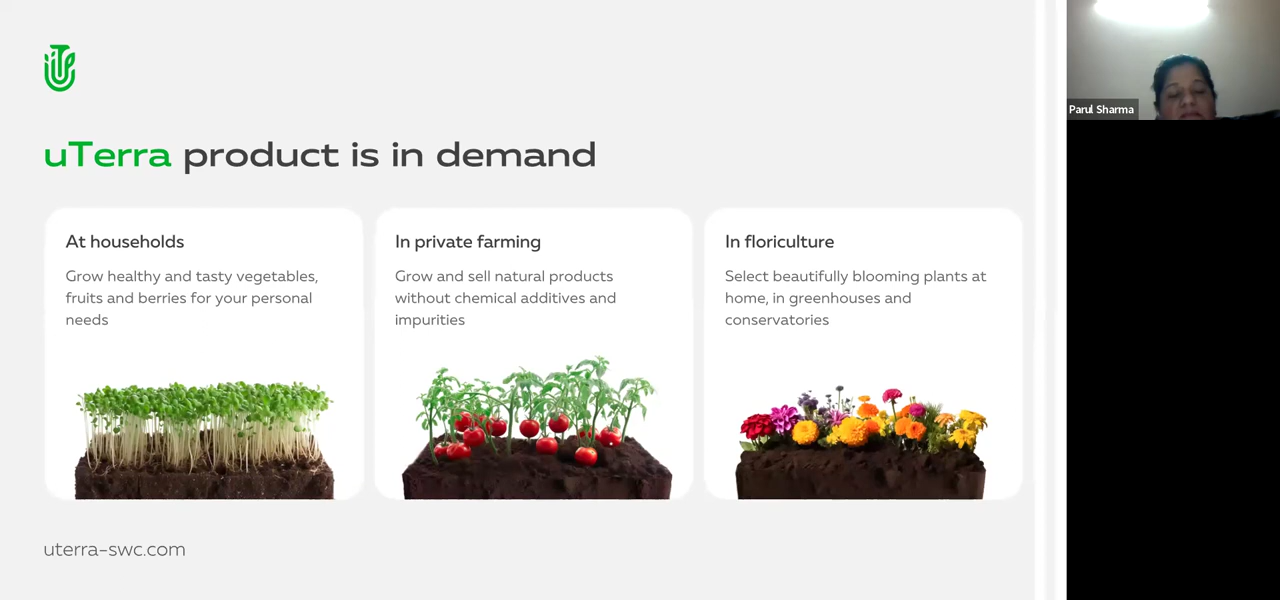 uTerra product is in demand
At households
Grow healthy and tasty vegetables,
fruits and berries for your personal
needs
In private farming
Grow and sell natural products
without chemical additives and
impurities
In floriculture
Select beautifully blooming plants at
home, in greenhouses and
conservatories
uterra-swc.com
Parul Sharma